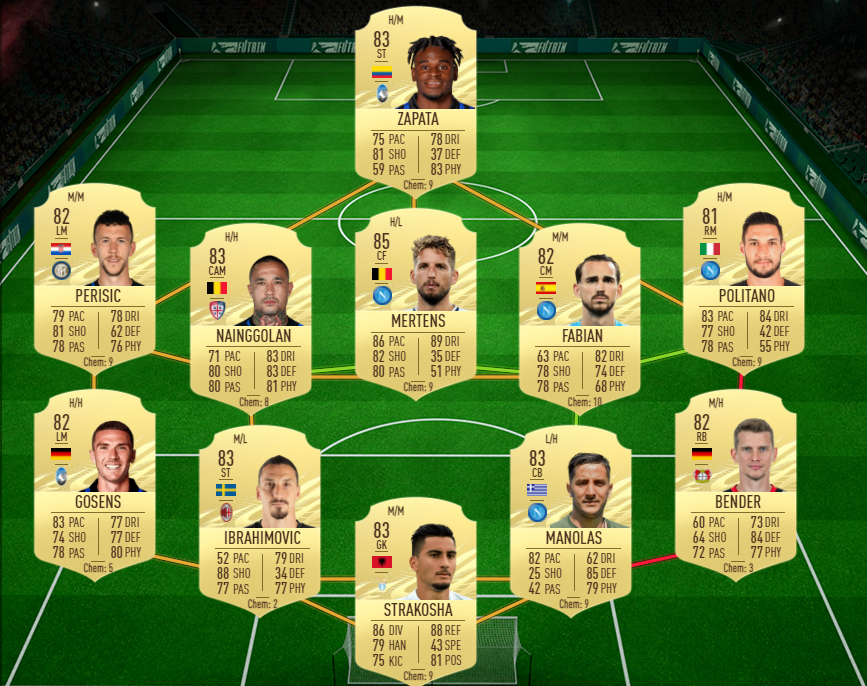 FUTBIN FUTBIN FUTBIN FUTBIN
H/M
83
ST
ZAPATA
75 PAC 78 DRI
81 SHO 37 DEF
59 PAS 83 PHY
Chem: 9
M/M
82
LM
PERISIC
79 PAC 78 DRI
81 SHO 62 DEF
78 PAS 76 PHY
Chem: 9
H/H
83
CAM
NAINGGOLAN
71 PAC 83 DRI
80 SHO 83 DEF
80 PAS 81 PHY
Chem: 8
H/L
85
CF
MERTENS
86 PAC 89 DRI
82 SHO 35 DEF
80 PAS 51 PHY
Chem: 9
M/M
82
CM
FABIAN
63 PAC 82 DRI
78 SHO 74 DEF
78 PAS 68 PHY
Chem: 10
H/M
81
RM
POLITANO
83 PAC 84 DRI
77 SHO 42 DEF
78 PAS 55 PHY
Chem: 9
H/H
82
LM
GOSENS
83 PAC 77 DRI
74 SHO 77 DEF
78 PAS 80 PHY
Chem: 5
M/L
83
ST
IBRAHIMOVIC
52 PAC 79 DRI
88 SHO 34 DEF
77 PAS 77 PHY
Chem: 2
M/M
83
GK
STRAKOSHA
86 DIV 88 REF
79 HAN 43 SPE
75 KIC 81 POS
Chem: 9
L/H
83
CB
MANOLAS
82 PAC 62 DRI
25 SHO 85 DEF
42 PAS 79 PHY
Chem: 9
M/H
82
RB
BENDER
60 PAC 73 DRI
64 SHO 84 DEF
72 PAS 77 PHY
Chem: 3